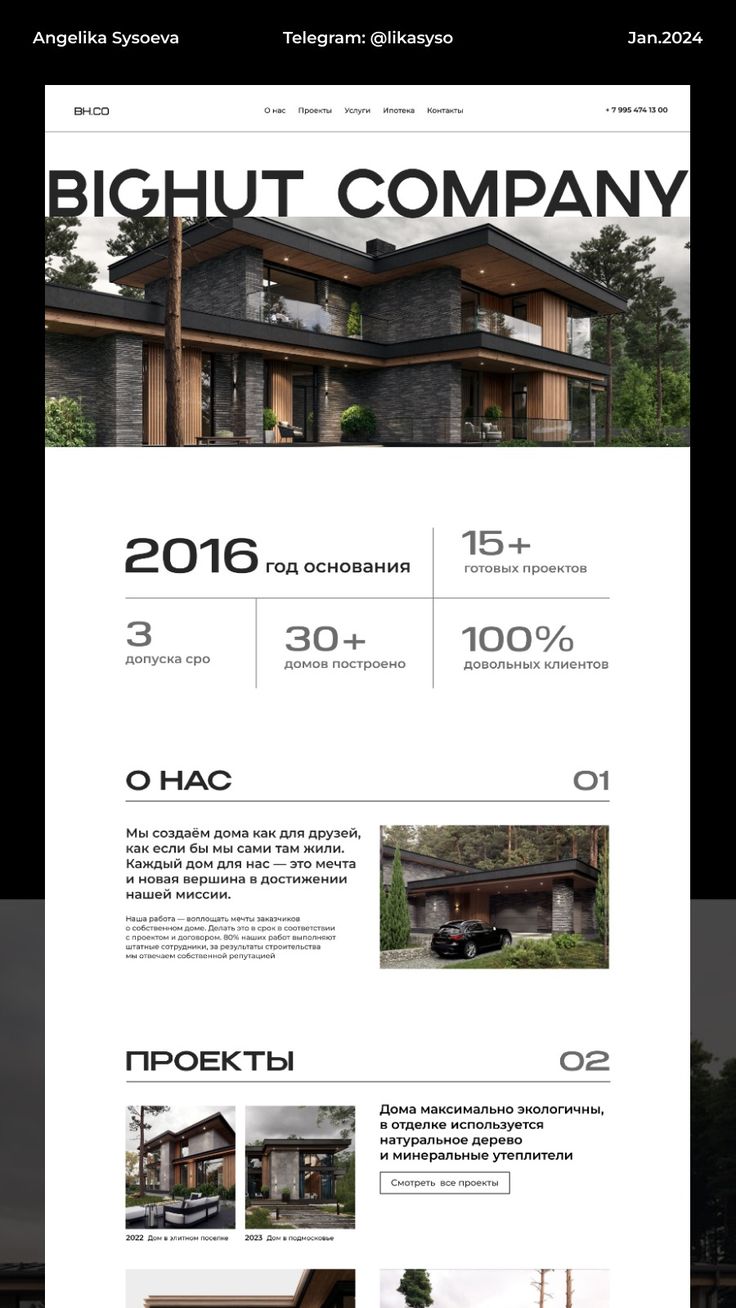 Angelika Sysoeva Telegram: @likasyso Jan.2024
BH.CO О нас Проекты Услуги Ипотека Контакты + 7 995 474 13 00
BIGHUT COMPANY
2016 год основания
15+
готовых проектов
3
допуска сро
30+
домов построено
100%
довольных клиентов
О НАС 01
Мы создаём дома как для друзей,
как если бы мы сами там жили.
Каждый дом для нас — это мечта
и новая вершина в достижении
нашей миссии.
Наша работа — воплощать мечты заказчиков
о собственном доме. Делать это в срок в соответствии
с проектом и договором. 80% наших работ выполняют
штатные сотрудники, за результаты строительства
мы отвечаем собственной репутацией
ПРОЕКТЫ 02
2022 Дом в элитном поселке
2023 Дом в подмосковье
Дома максимально экологичны,
в отделке используется
натуральное дерево
и минеральные утеплители
Смотреть все проекты